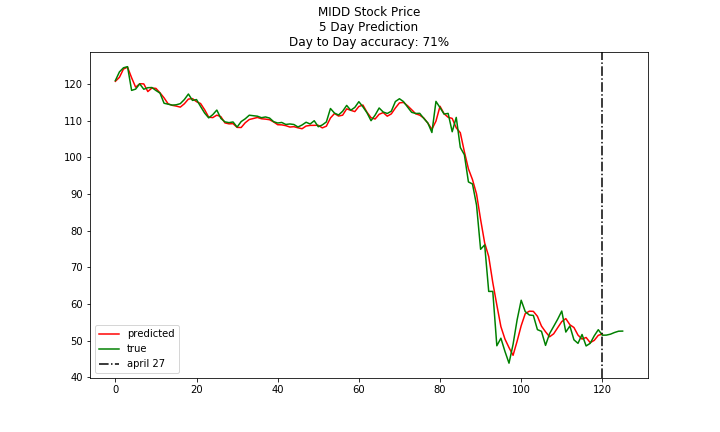 MIDD Stock Price
5 Day Prediction
Day to Day accuracy: 71%
120
110
100
90
80
70
60
50
40
0
20
40
60
80
100
120
predicted
true
april 27